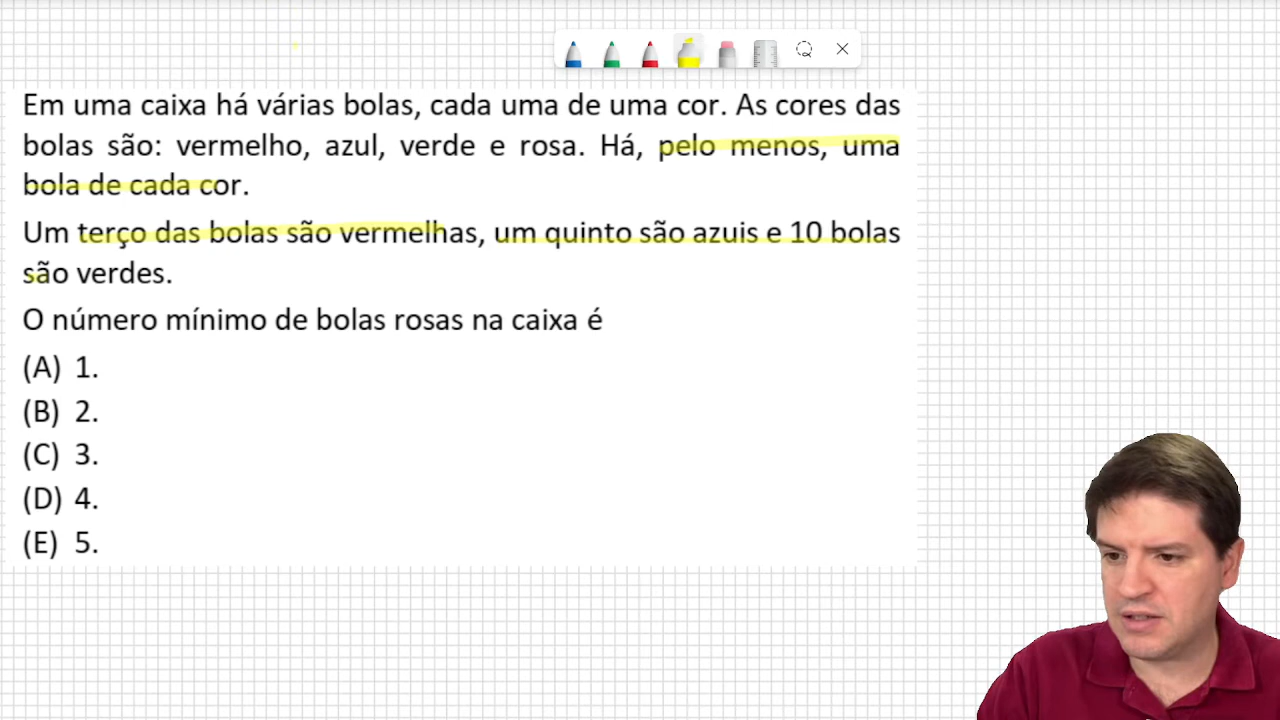 Em uma caixa há várias bolas, cada uma de uma cor. As cores das
bolas são: vermelho, azul, verde e rosa. Há, pelo menos, uma
bola de cada cor.
Um terço das bolas são vermelhas, um quinto são azuis e 10 bolas
são verdes.
O número mínimo de bolas rosas na caixa é
(A) 1.
(B) 2.
(C) 3.
(D) 4.
(E) 5.